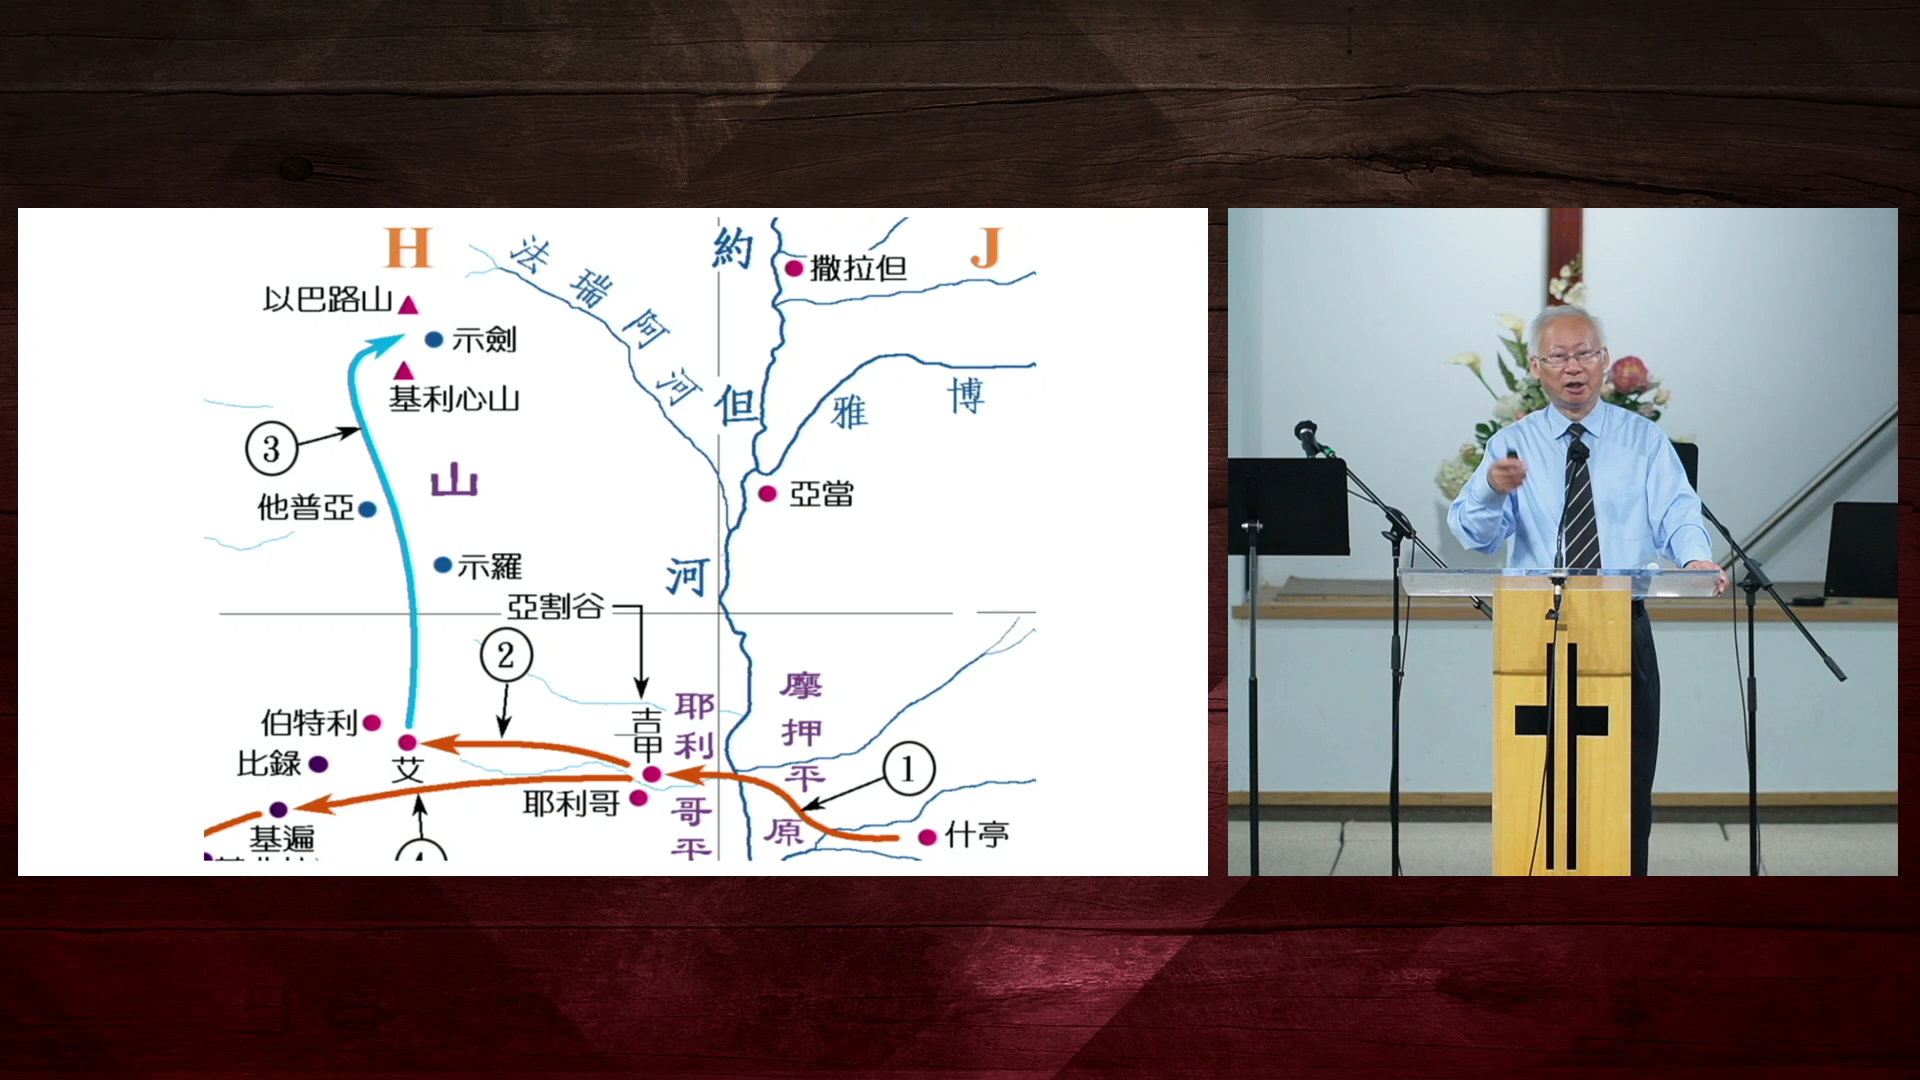 H
法瑞阿河
約但河
J
撒拉但
以巴路山
示劍
基利心山
雅博
3
山
他普亞
亞當
示羅
亞割谷
2
伯特利
吉甲
耶利哥平
摩押平原
比錄
艾
1
耶利哥
什亭
基遍